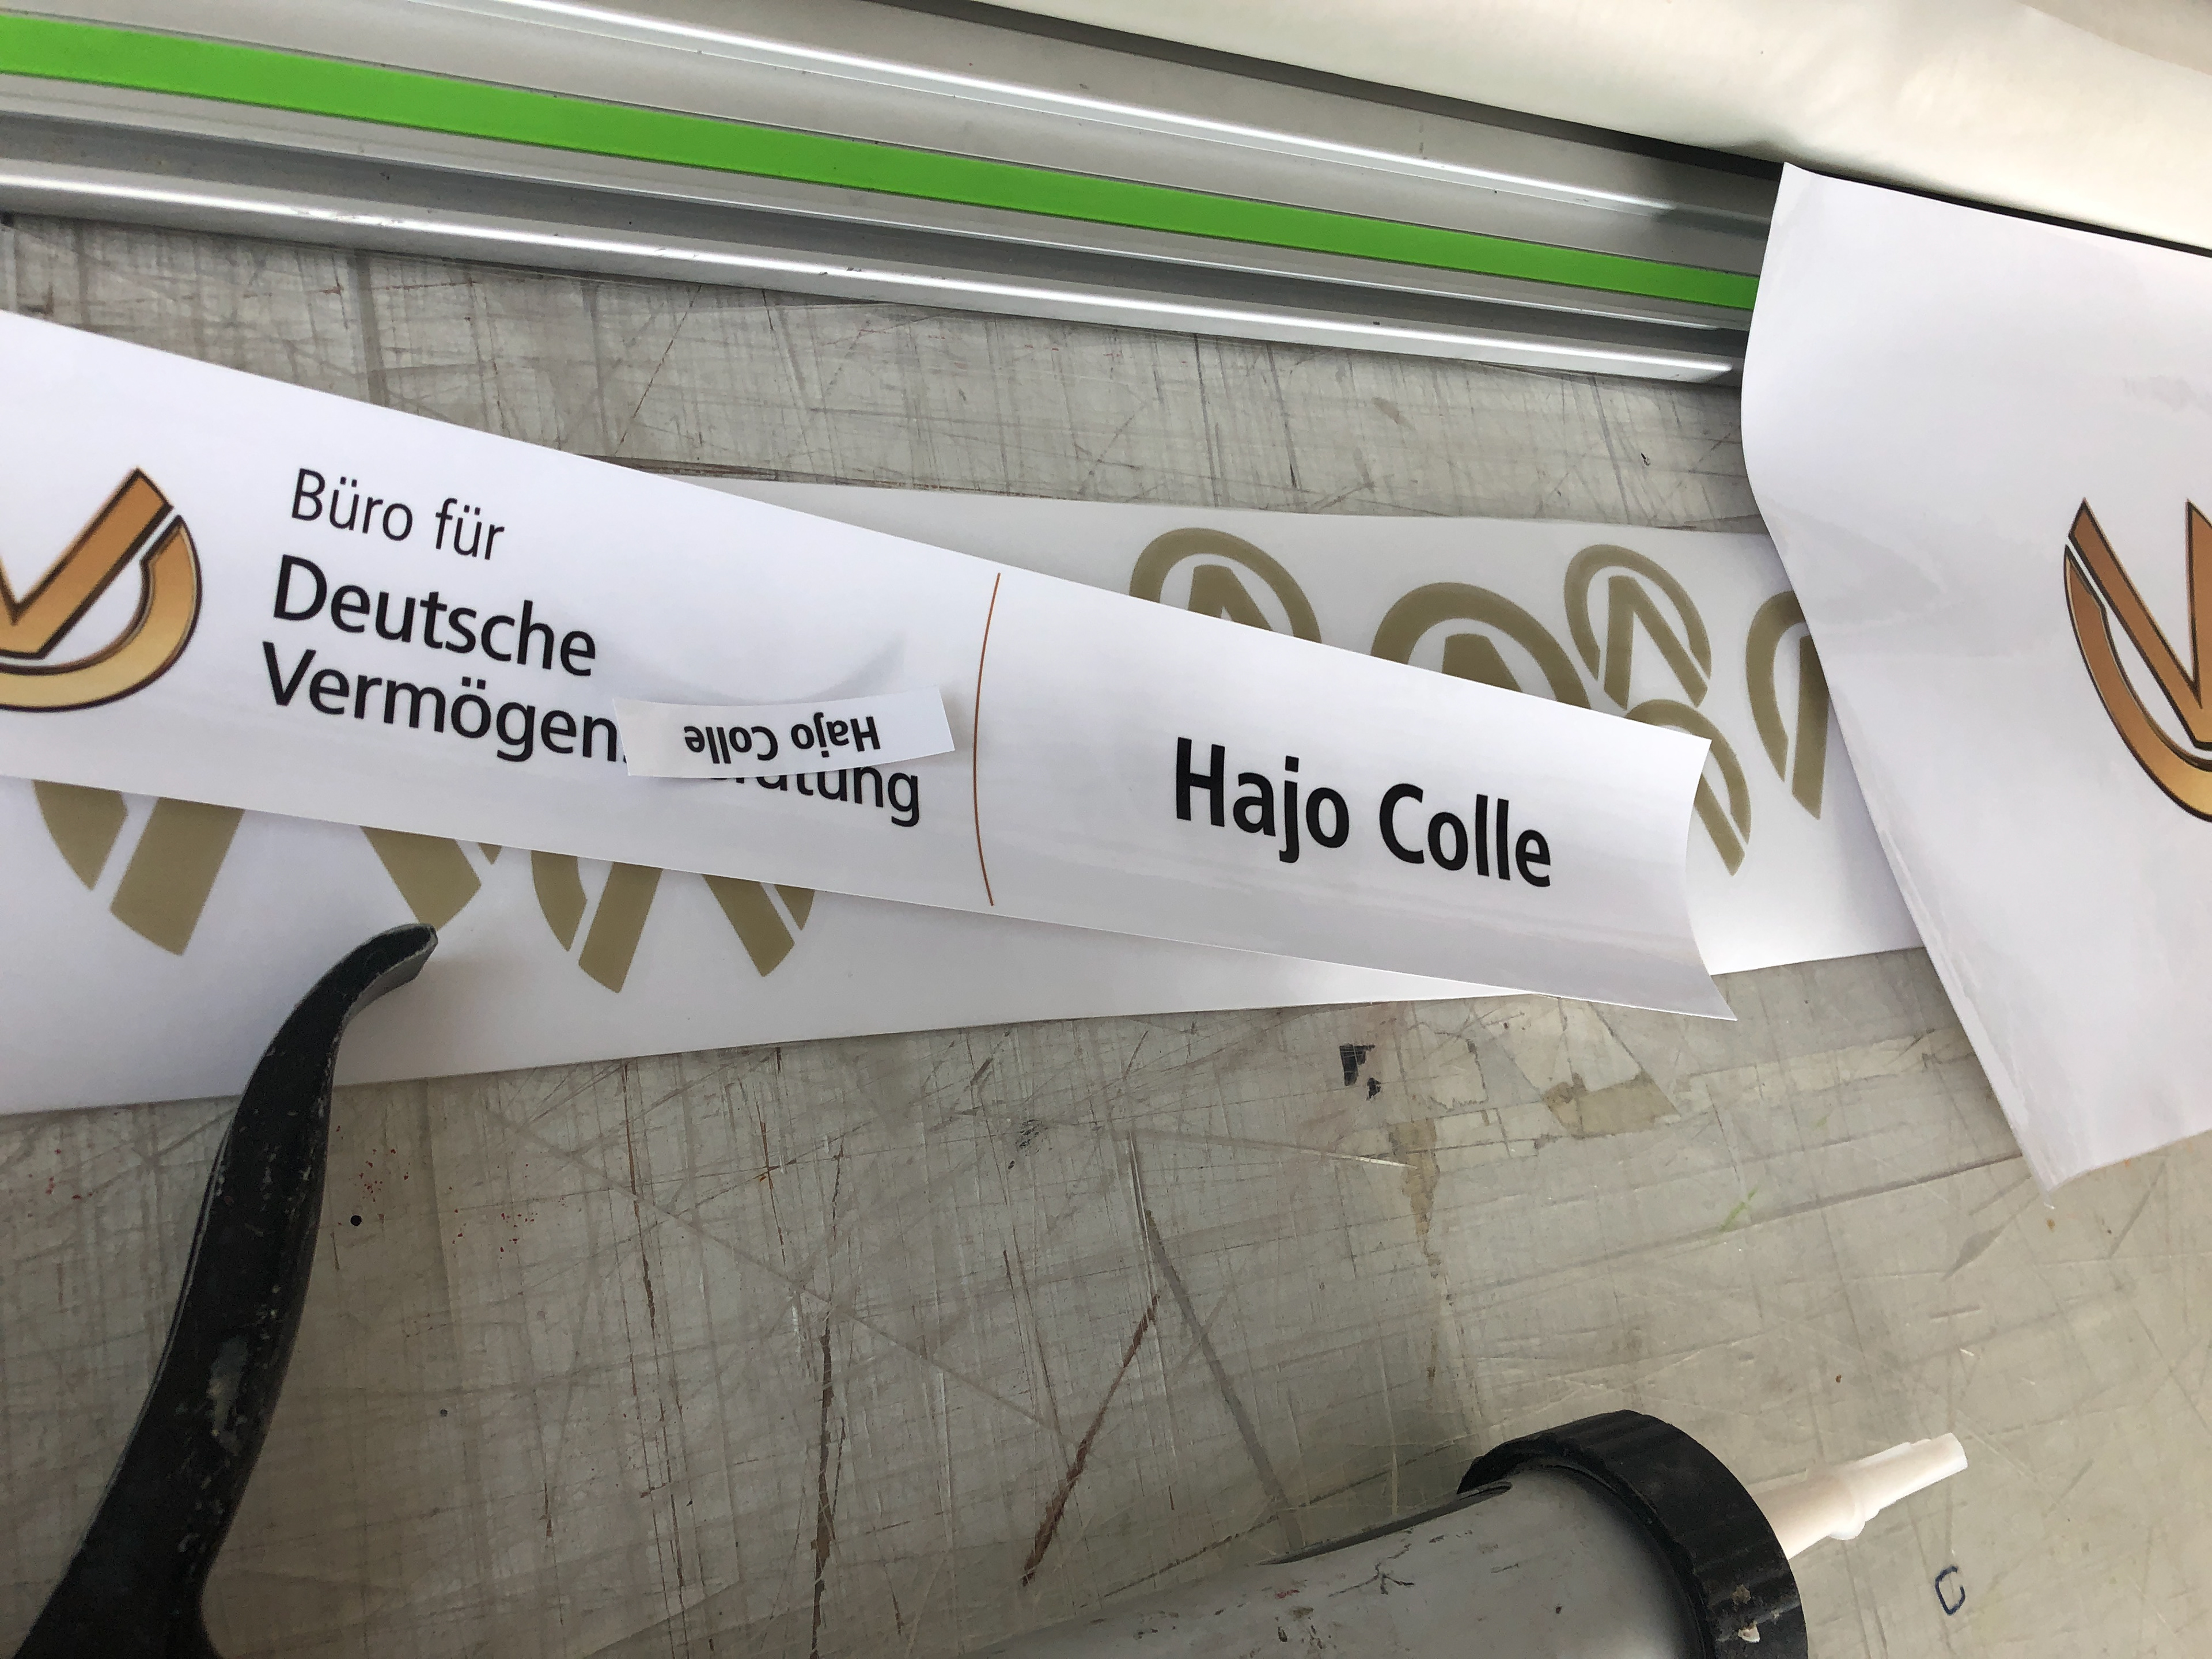 Büro für
Deutsche
Vermögen
Hajo Colle
Hajo Colle